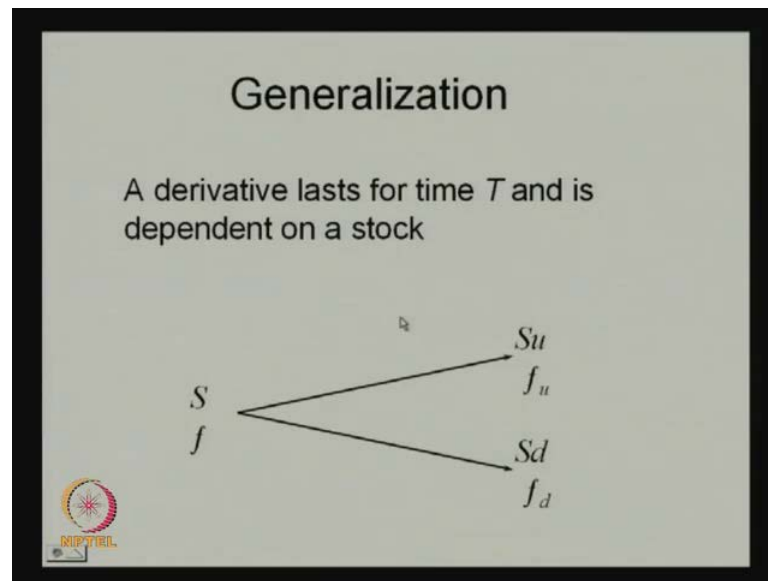 Generalization
A derivative lasts for time T and is
dependent on a stock
Su
f_u
S
f
Sd
f_d
NPTEL